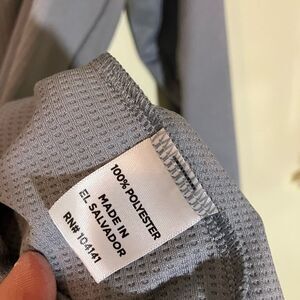 100% POLYESTER
MADE IN
EL SALVADOR
RN# 104141